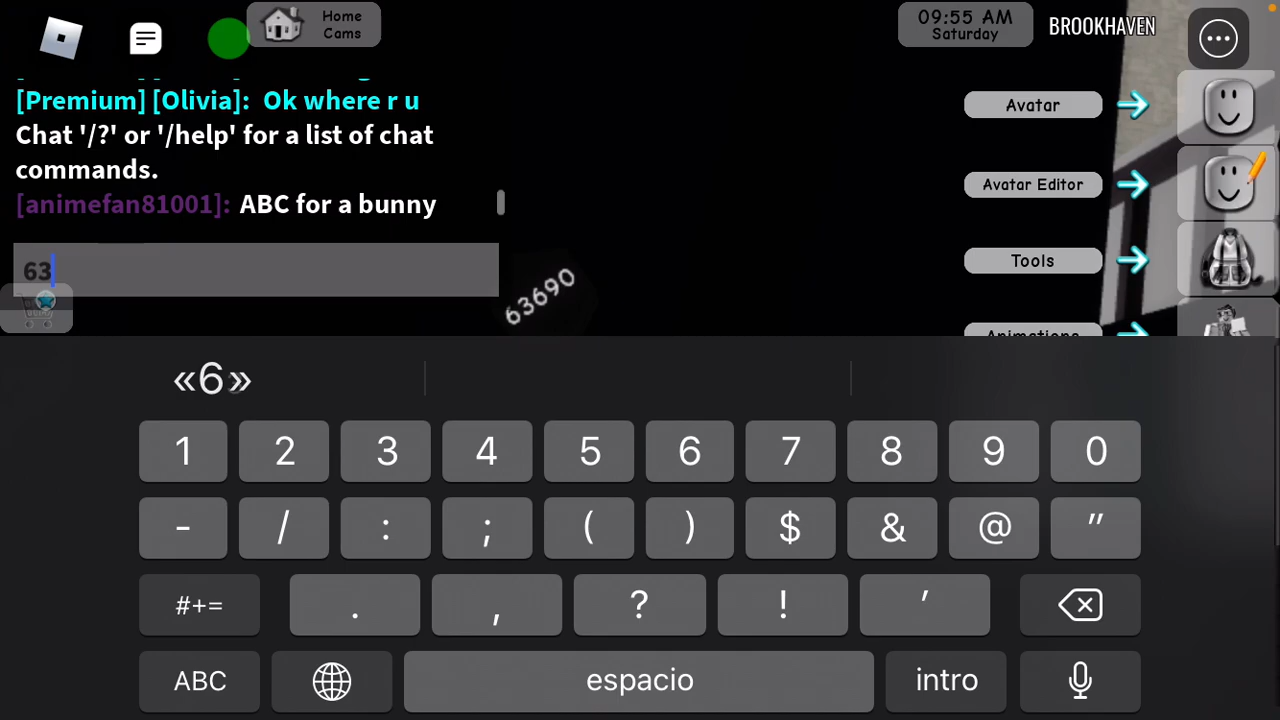 Home
Cams
09:55 AM
Saturday
BROOKHAVEN
[Premium] [Olivia]: Ok where r u
Chat '/?' or '/help' for a list of chat
commands.
[animefan81001]: ABC for a bunny
63
63690
Avatar
Avatar Editor
Tools
Animations
«6»
1 2 3 4 5 6 7 8 9 0
- / : ; ( ) $ & @ "
#+= . , ? ! '
ABC espacio intro